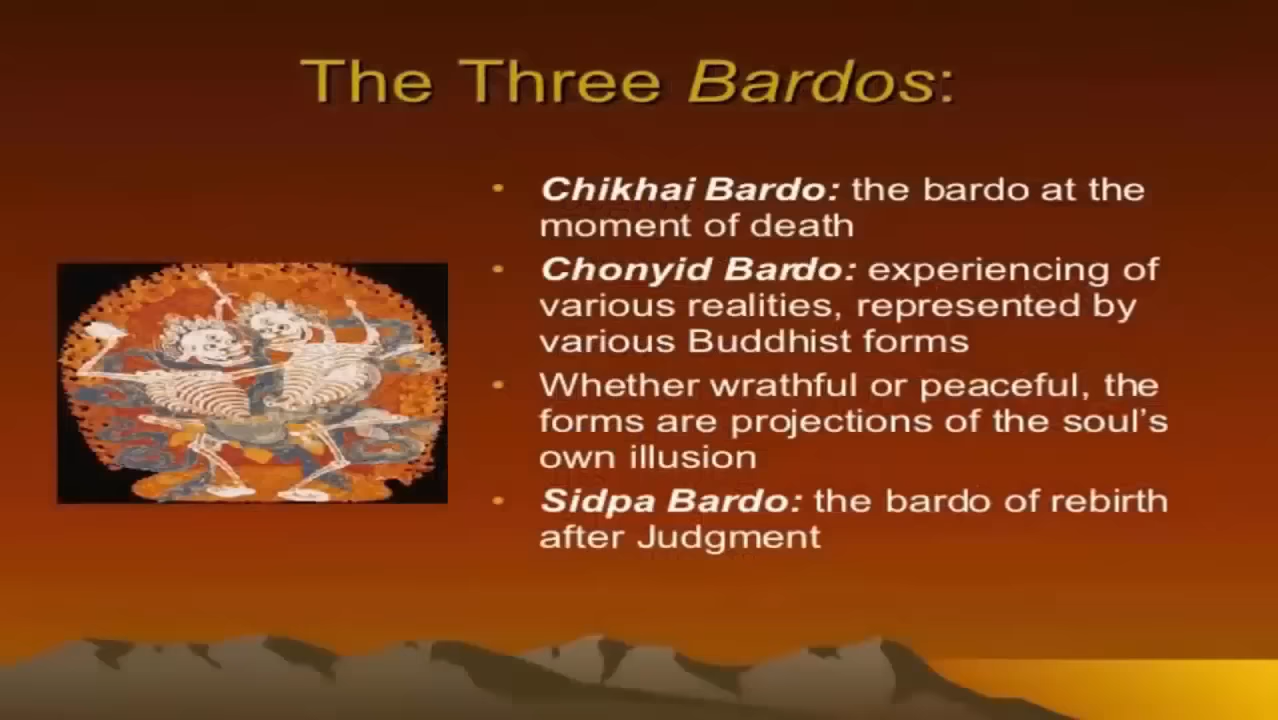 The Three Bardos:
• Chikhai Bardo: the bardo at the
moment of death
• Chonyid Bardo: experiencing of
various realities, represented by
various Buddhist forms
• Whether wrathful or peaceful, the
forms are projections of the soul’s
own illusion
• Sidpa Bardo: the bardo of rebirth
after Judgment